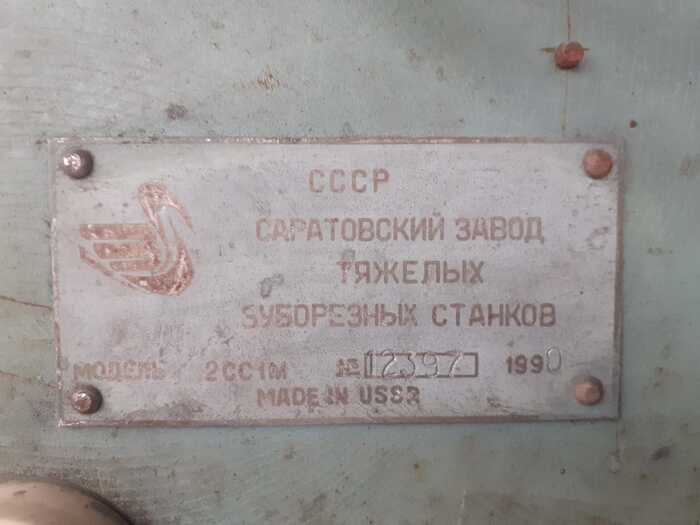 СССР
САРАТОВСКИЙ ЗАВОД
ТЯЖЕЛЫХ
ЗУБОРЕЗНЫХ СТАНКОВ
МОДЕЛЬ 2СС1М № 12397 1990
MADE IN USSR